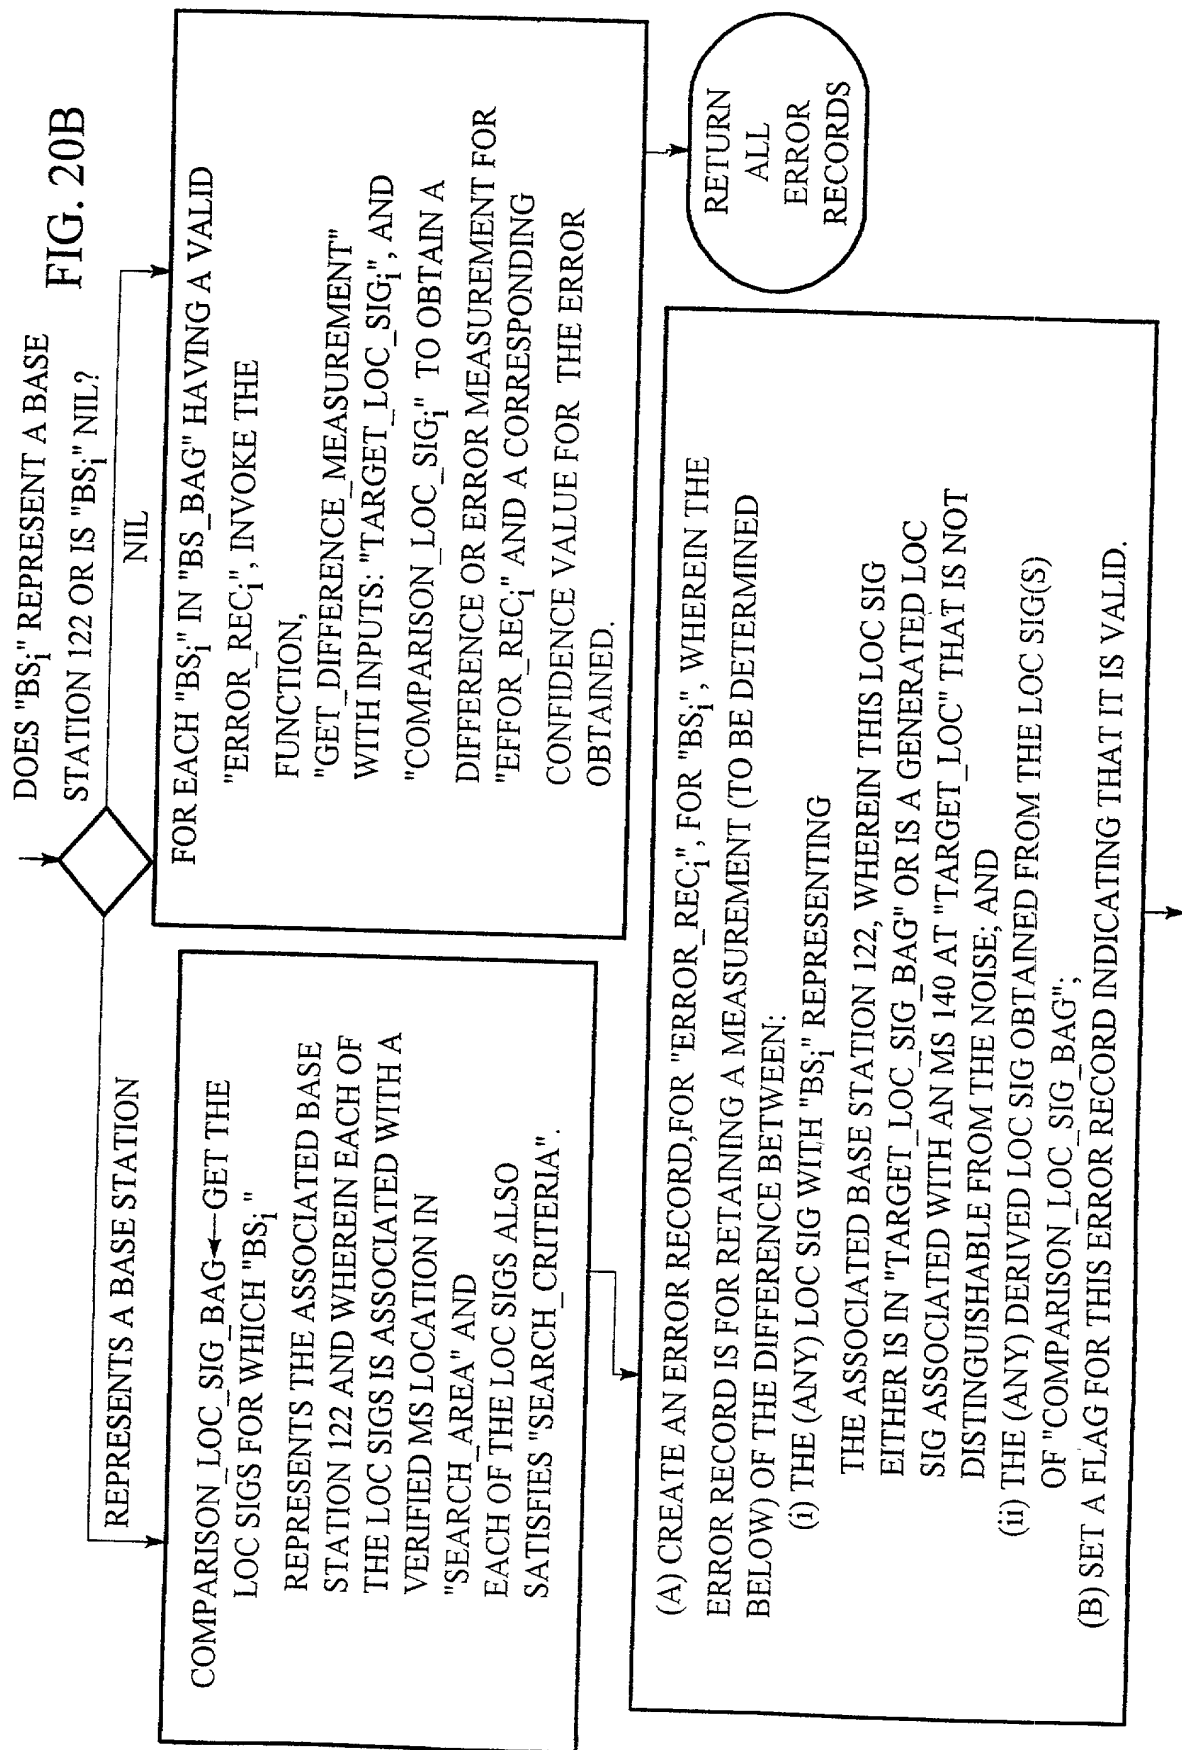 FIG. 20B
DOES "BSi" REPRESENT A BASE
STATION 122 OR IS "BSi" NIL?
REPRESENTS A BASE STATION
NIL
COMPARISON_LOC_SIG_BAG◄—GET THE
LOC SIGS FOR WHICH "BSi"
REPRESENTS THE ASSOCIATED BASE
STATION 122 AND WHEREIN EACH OF
THE LOC SIGS IS ASSOCIATED WITH A
VERIFIED MS LOCATION IN
"SEARCH_AREA" AND
EACH OF THE LOC SIGS ALSO
SATISFIES "SEARCH_CRITERIA".
FOR EACH "BSi" IN "BS_BAG" HAVING A VALID
"ERROR_RECi", INVOKE THE
FUNCTION,
"GET_DIFFERENCE_MEASUREMENT"
WITH INPUTS: "TARGET_LOC_SIGi", AND
"COMPARISON_LOC_SIGi" TO OBTAIN A
DIFFERENCE OR ERROR MEASUREMENT FOR
"EFFOR_RECi" AND A CORRESPONDING
CONFIDENCE VALUE FOR THE ERROR
OBTAINED.
RETURN
ALL
ERROR
RECORDS
(A) CREATE AN ERROR RECORD,FOR "ERROR_RECi", FOR "BSi", WHEREIN THE
ERROR RECORD IS FOR RETAINING A MEASUREMENT (TO BE DETERMINED
BELOW) OF THE DIFFERENCE BETWEEN:
(i) THE (ANY) LOC SIG WITH "BSi" REPRESENTING
THE ASSOCIATED BASE STATION 122, WHEREIN THIS LOC SIG
EITHER IS IN "TARGET_LOC_SIG_BAG" OR IS A GENERATED LOC
SIG ASSOCIATED WITH AN MS 140 AT "TARGET_LOC" THAT IS NOT
DISTINGUISHABLE FROM THE NOISE; AND
(ii) THE (ANY) DERIVED LOC SIG OBTAINED FROM THE LOC SIG(S)
OF "COMPARISON_LOC_SIG_BAG";
(B) SET A FLAG FOR THIS ERROR RECORD INDICATING THAT IT IS VALID.